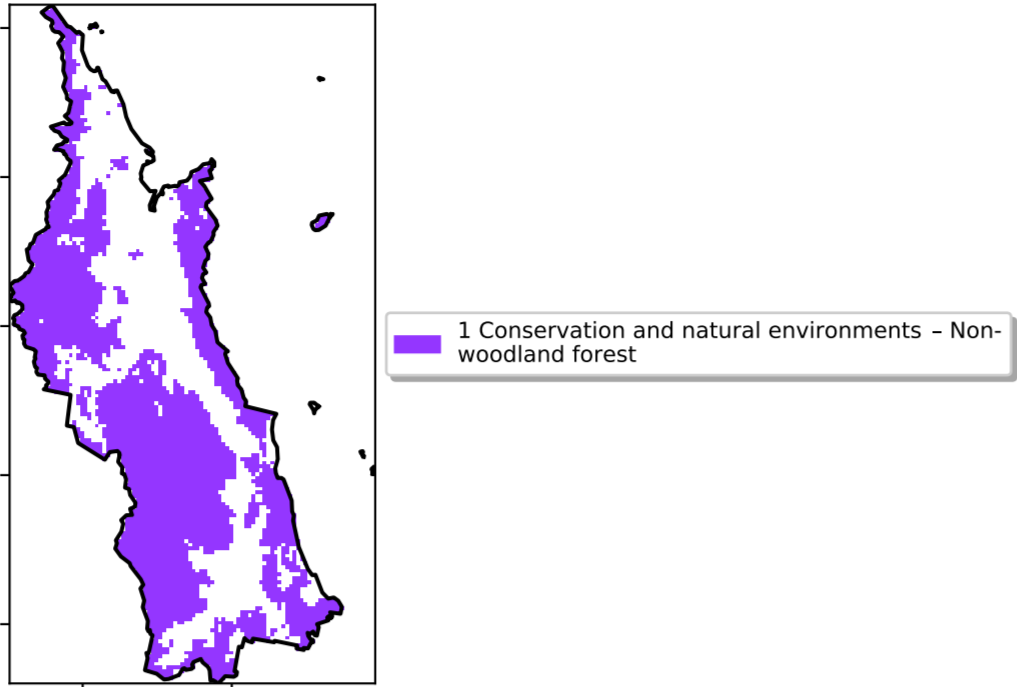 1 Conservation and natural environments – Non-
woodland forest